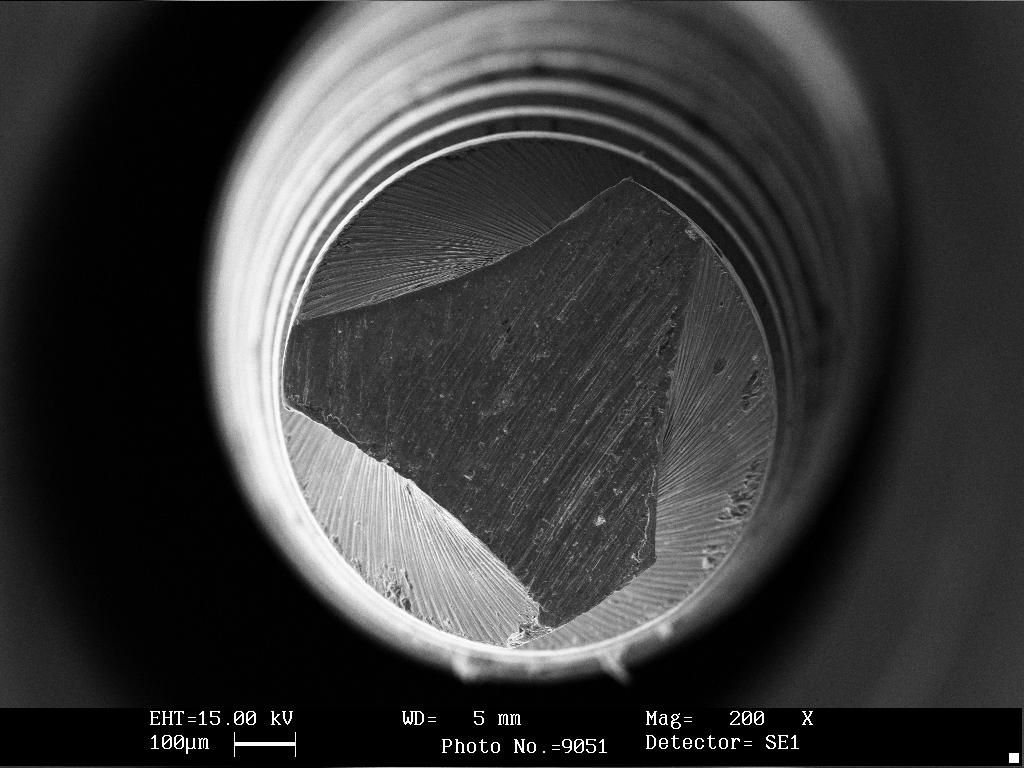 EHT=15.00 kV WD= 5 mm Mag= 200 X
100µm Photo No.=9051 Detector= SE1